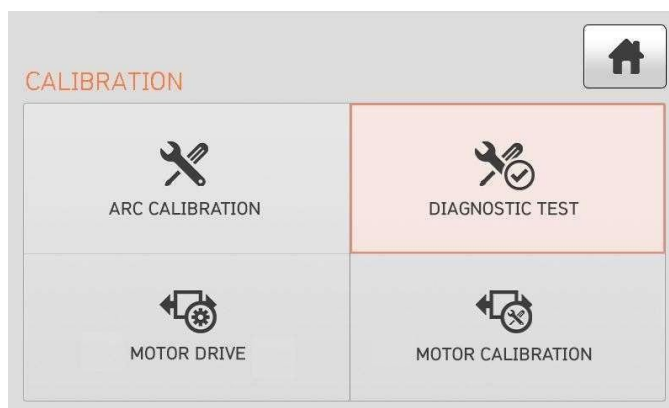 CALIBRATION
ARC CALIBRATION
DIAGNOSTIC TEST
MOTOR DRIVE
MOTOR CALIBRATION